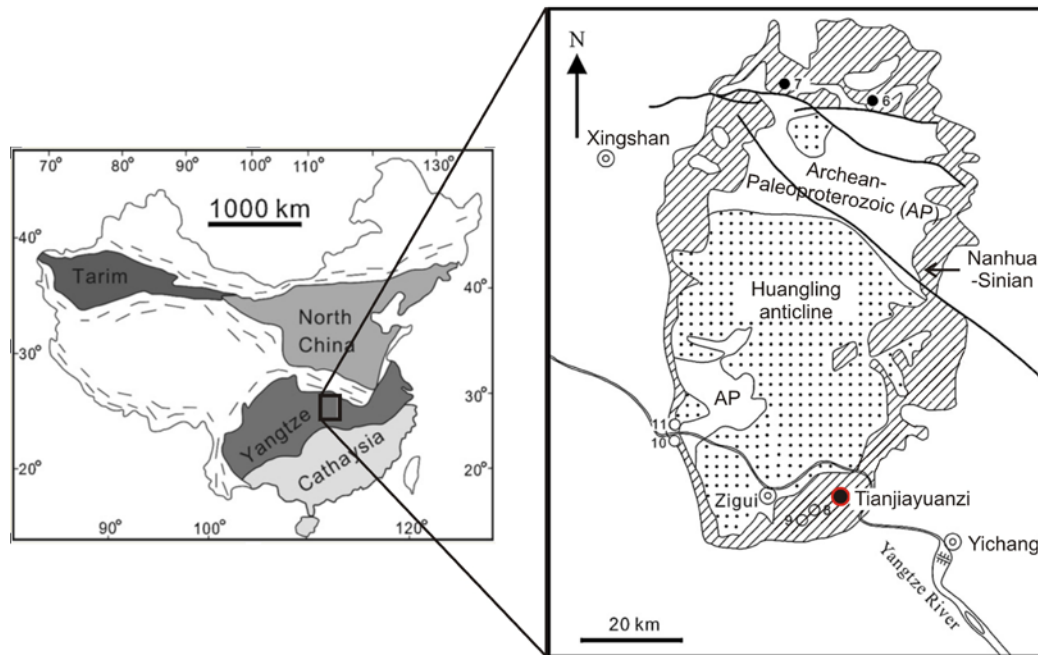 70°
80°
90°
100°
110°
130°
1000 km
40°
40°
Tarim
North
China
30°
30°
Yangtze
Cathaysia
20°
20°
90°
100°
120°
N
7
6
Xingshan
Archean-
Paleoproterozoic (AP)
Nanhua
-Sinian
Huangling
anticline
AP
11
10
Zigui
Tianjiayuanzi
8
9
Yichang
Yangtze River
20 km